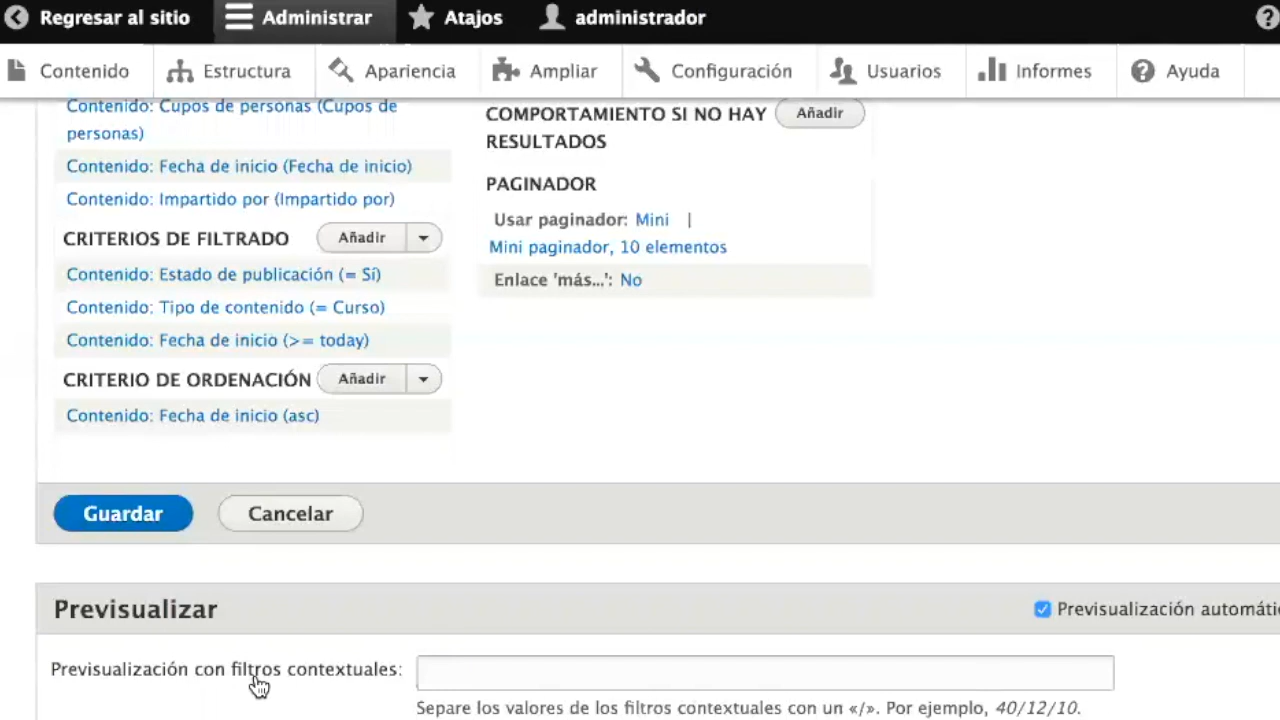 Regresar al sitio Administrar Atajos administrador
Contenido Estructura Apariencia Ampliar Configuración Usuarios Informes Ayuda
Contenido: Cupos de personas (Cupos de
personas)
Contenido: Fecha de inicio (Fecha de inicio)
Contenido: Impartido por (Impartido por)
CRITERIOS DE FILTRADO Añadir
Contenido: Estado de publicación (= Sí)
Contenido: Tipo de contenido (= Curso)
Contenido: Fecha de inicio (>= today)
CRITERIO DE ORDENACIÓN Añadir
Contenido: Fecha de inicio (asc)
COMPORTAMIENTO SI NO HAY Añadir
RESULTADOS
PAGINADOR
Usar paginador: Mini |
Mini paginador, 10 elementos
Enlace 'más...': No
Guardar Cancelar
Previsualizar Previsualización automátic
Previsualización con filtros contextuales:
Separe los valores de los filtros contextuales con un «/». Por ejemplo, 40/12/10.